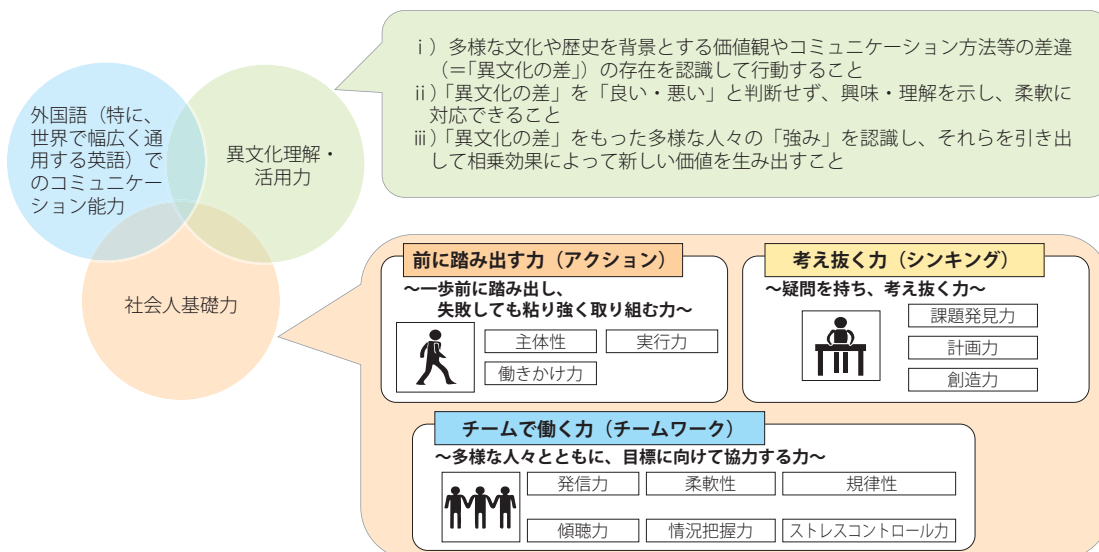 外国語（特に、
世界で幅広く通
用する英語）で
のコミュニケー
ション能力
異文化理解・
活用力
社会人基礎力
ⅰ）多様な文化や歴史を背景とする価値観やコミュニケーション方法等の差違
（＝「異文化の差」）の存在を認識して行動すること
ⅱ）「異文化の差」を「良い・悪い」と判断せず、興味・理解を示し、柔軟に
対応できること
ⅲ）「異文化の差」をもった多様な人々の「強み」を認識し、それらを引き出
して相乗効果によって新しい価値を生み出すこと
前に踏み出す力（アクション）
～一歩前に踏み出し、
失敗しても粘り強く取り組む力～
主体性
実行力
働きかけ力
考え抜く力（シンキング）
～疑問を持ち、考え抜く力～
課題発見力
計画力
創造力
チームで働く力（チームワーク）
～多様な人々とともに、目標に向けて協力する力～
発信力
柔軟性
規律性
傾聴力
情況把握力
ストレスコントロール力